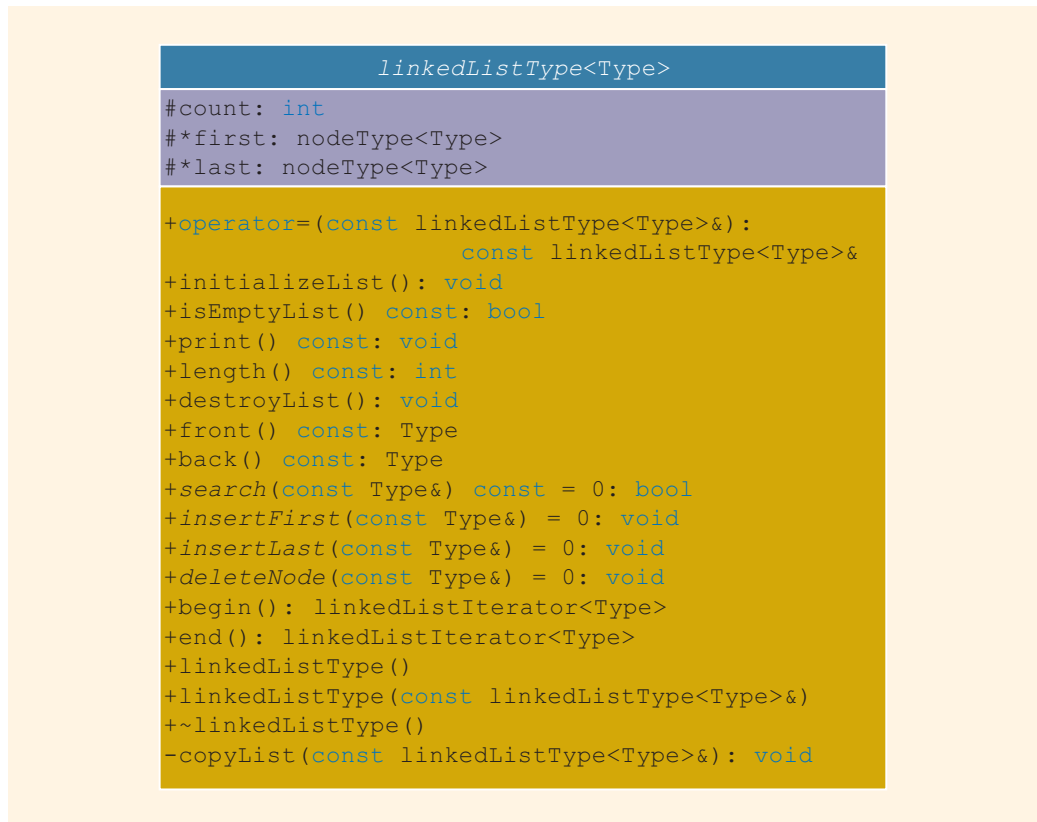 linkedListType<Type>
#count: int
#*first: nodeType<Type>
#*last: nodeType<Type>
+operator=(const linkedListType<Type>&):
const linkedListType<Type>&
+initializeList(): void
+isEmptyList() const: bool
+print() const: void
+length() const: int
+destroyList(): void
+front() const: Type
+back() const: Type
+search(const Type&) const = 0: bool
+insertFirst(const Type&) = 0: void
+insertLast(const Type&) = 0: void
+deleteNode(const Type&) = 0: void
+begin(): linkedListIterator<Type>
+end(): linkedListIterator<Type>
+linkedListType()
+linkedListType(const linkedListType<Type>&)
+~linkedListType()
-copyList(const linkedListType<Type>&): void